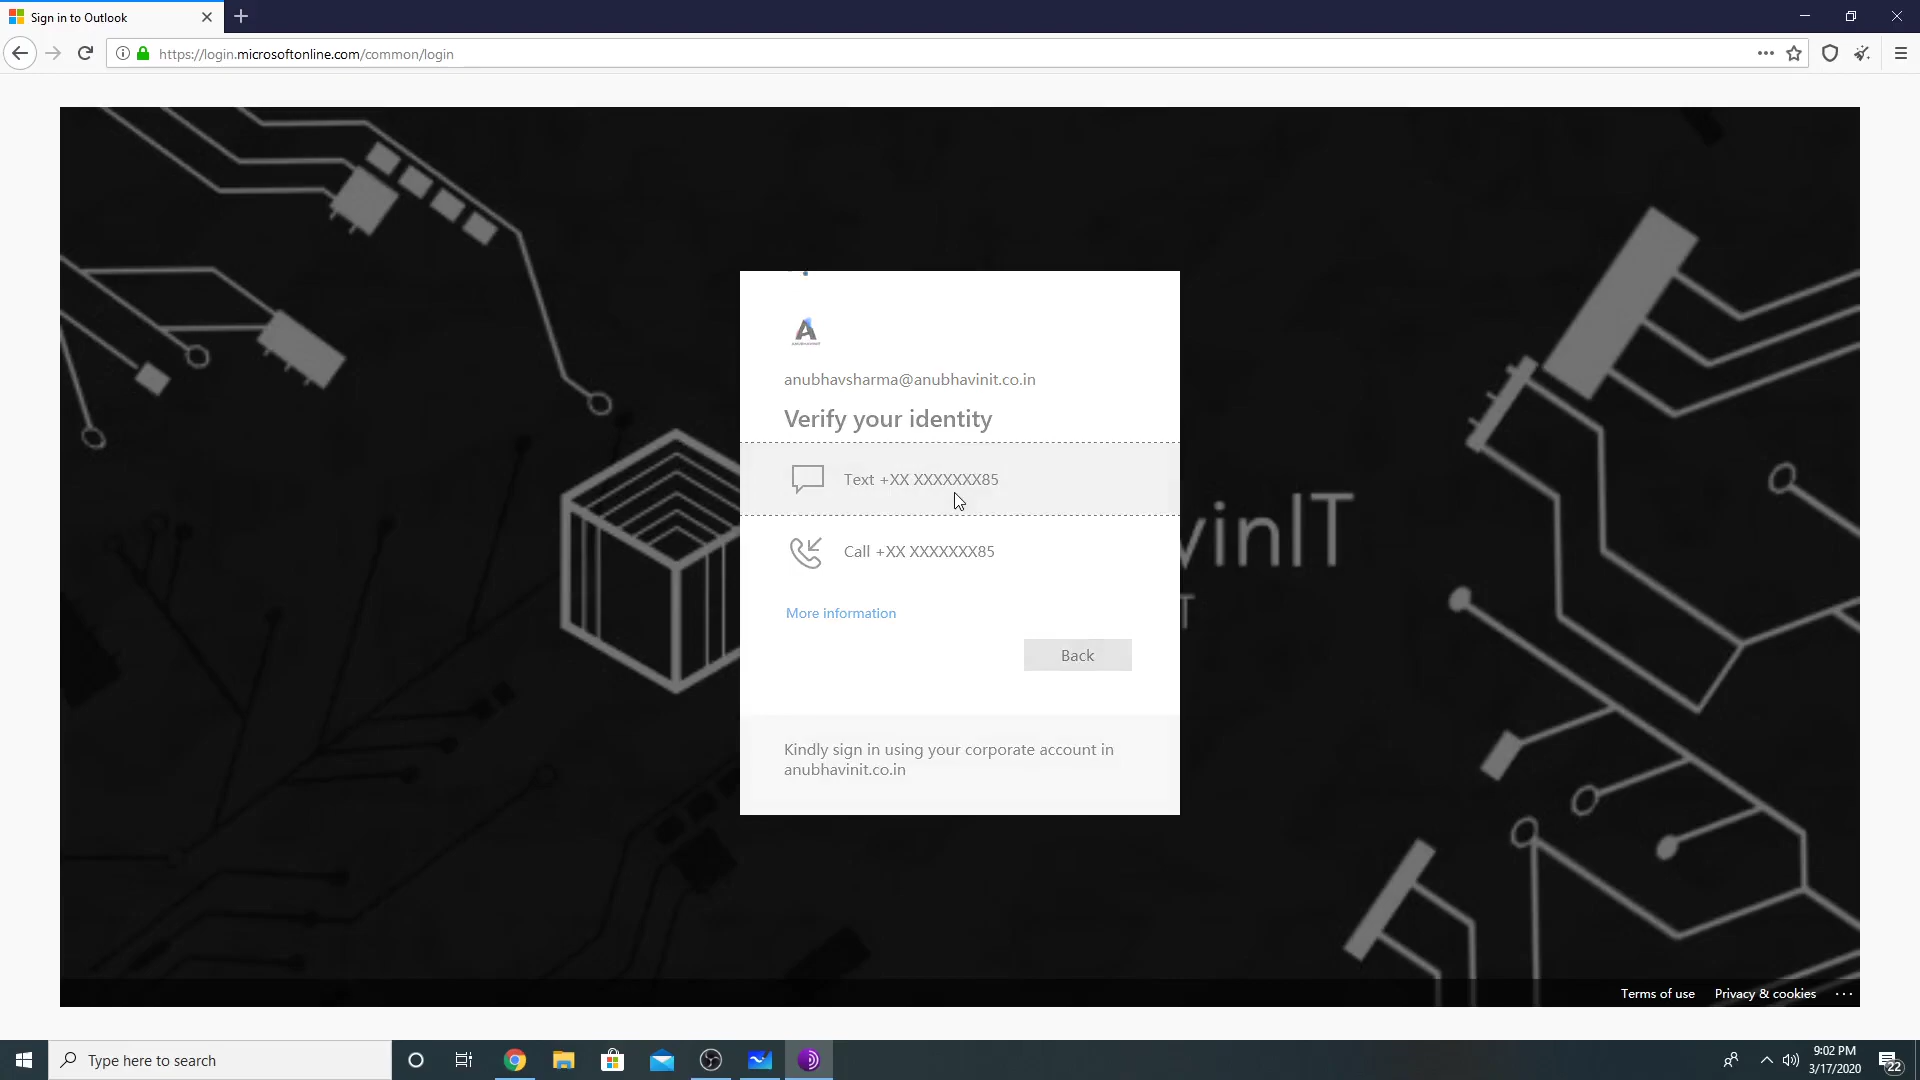 Sign in to Outlook
https://login.microsoftonline.com/common/login
anubhavsharma@anubhavinit.co.in
Verify your identity
Text +XX XXXXXXX85
Call +XX XXXXXXX85
vinIT
T
More information
Back
Kindly sign in using your corporate account in
anubhavinit.co.in
Terms of use
Privacy & cookies
Type here to search
9:02 PM
3/17/2020
22